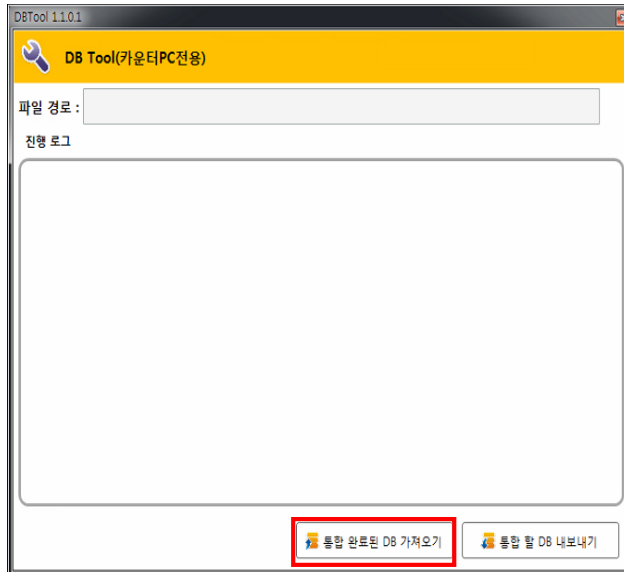 DBTool 1.1.0.1
DB Tool(카운터PC전용)
파일 경로 :
진행 로그
통합 완료된 DB 가져오기
통합 할 DB 내보내기